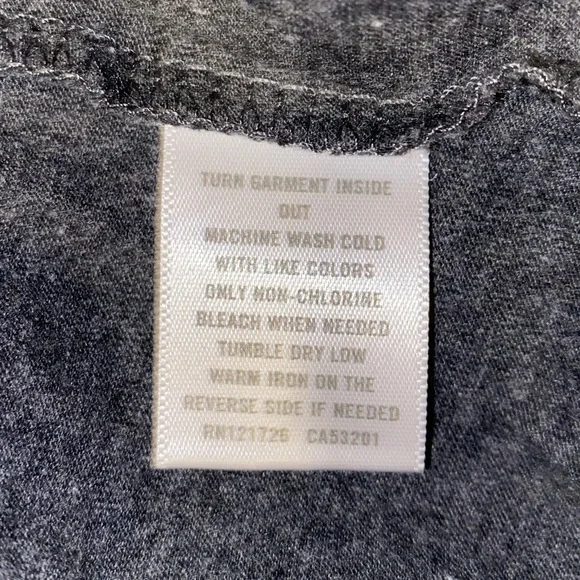 TURN GARMENT INSIDE
OUT
MACHINE WASH COLD
WITH LIKE COLORS
ONLY NON-CHLORINE
BLEACH WHEN NEEDED
TUMBLE DRY LOW
WARM IRON ON THE
REVERSE SIDE IF NEEDED
RN121726 CA53201